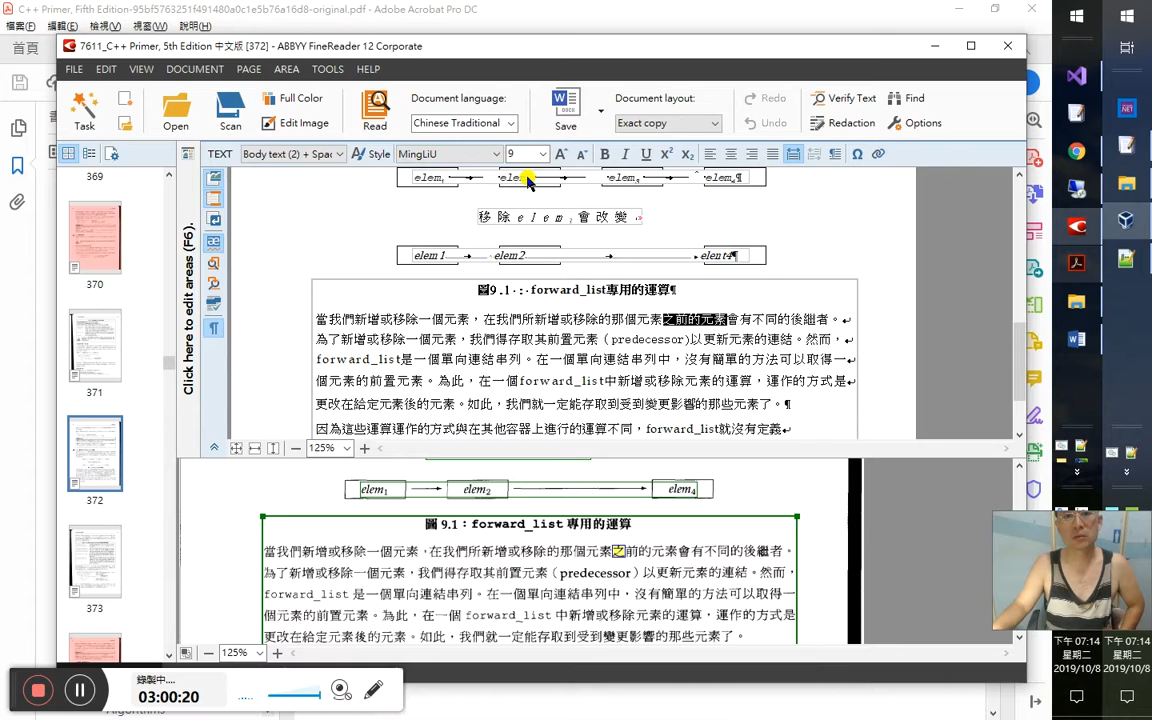 C++ Primer, Fifth Edition-95bf5763251480a0c1e5b76a16d8-original.pdf - Adobe Acrobat Pro DC
檔案(F) 編輯(E) 檢視(V) 視窗(W) 說明(H)
首頁
7611_C++ Primer, 5th Edition 中文版 [372] - ABBYY FineReader 12 Corporate
FILE EDIT VIEW DOCUMENT PAGE AREA TOOLS HELP
Task
Open
Scan
Full Color
Edit Image
Read
Document language:
Chinese Traditional
Save
Document layout:
Exact copy
Redo
Undo
Verify Text
Redaction
Find
Options
TEXT Body text (2) + Spac Style MingLiU 9
369
370
371
372
373
Click here to edit areas (F6).
移除elem3會改變
elem1 elem2 elent4¶
圖9.1·:·forward_list專用的運算¶
當我們新增或移除一個元素，在我們所新增或移除的那個元素之前的元素會有不同的後繼者。
為了新增或移除一個元素，我們得存取其前置元素（predecessor)以更新元素的連結。然而，
forward_list是一個單向連結串列。在一個單向連結串列中，沒有簡單的方法可以取得一
個元素的前置元素。為此，在一個forward_list中新增或移除元素的運算，運作的方式是
更改在給定元素後的元素。如此，我們就一定能存取到受到變更影響的那些元素了。¶
因為這些運算運作的方式與在其他容器上進行的運算不同，forward_list就沒有定義
125%
elem1 elem2 elem4
圖 9.1：forward_list 專用的運算
當我們新增或移除一個元素，在我們所新增或移除的那個元素之前的元素會有不同的後繼者。
為了新增或移除一個元素，我們得存取其前置元素（predecessor）以更新元素的連結。然而，
forward_list 是一個單向連結串列。在一個單向連結串列中，沒有簡單的方法可以取得一
個元素的前置元素。為此，在一個 forward_list 中新增或移除元素的運算，運作的方式是
更改在給定元素後的元素。如此，我們就一定能存取到受到變更影響的那些元素了。
125%
錄製中....
03:00:20
下午 07:14
星期二
2019/10/8
下午 07:14
星期二
2019/10/8